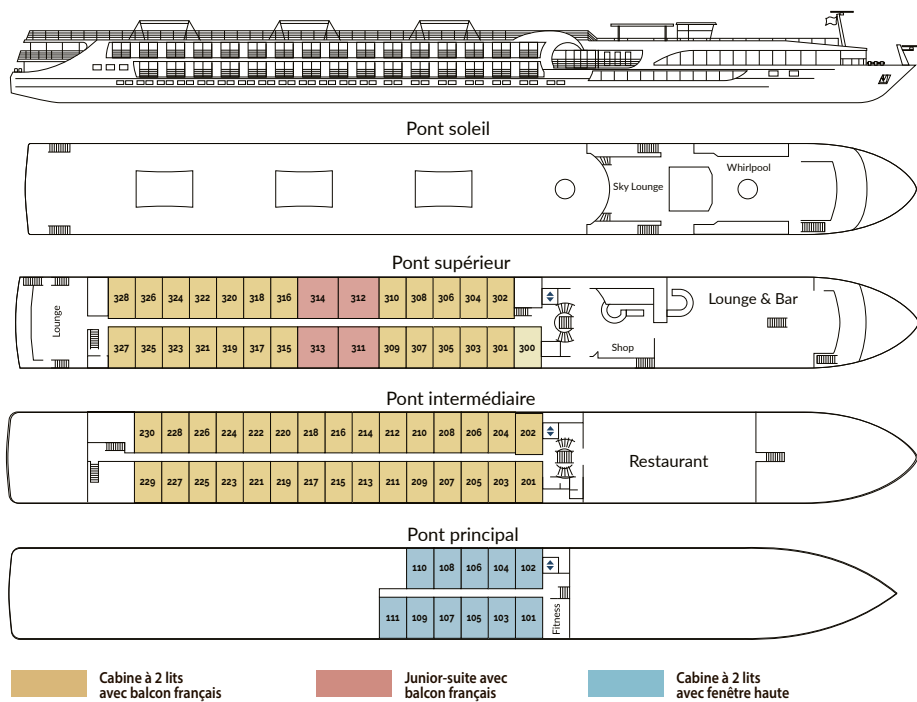 Pont soleil
Sky Lounge
Whirlpool
Pont supérieur
328 326 324 322 320 318 316 314 312 310 308 306 304 302
Lounge
Lounge & Bar
327 325 323 321 319 317 315 313 311 309 307 305 303 301 300
Shop
Pont intermédiaire
230 228 226 224 222 220 218 216 214 212 210 208 206 204 202
Restaurant
229 227 225 223 221 219 217 215 213 211 209 207 205 203 201
Pont principal
110 108 106 104 102
111 109 107 105 103 101
Fitness
Cabine à 2 lits
avec balcon français
Junior-suite avec
balcon français
Cabine à 2 lits
avec fenêtre haute